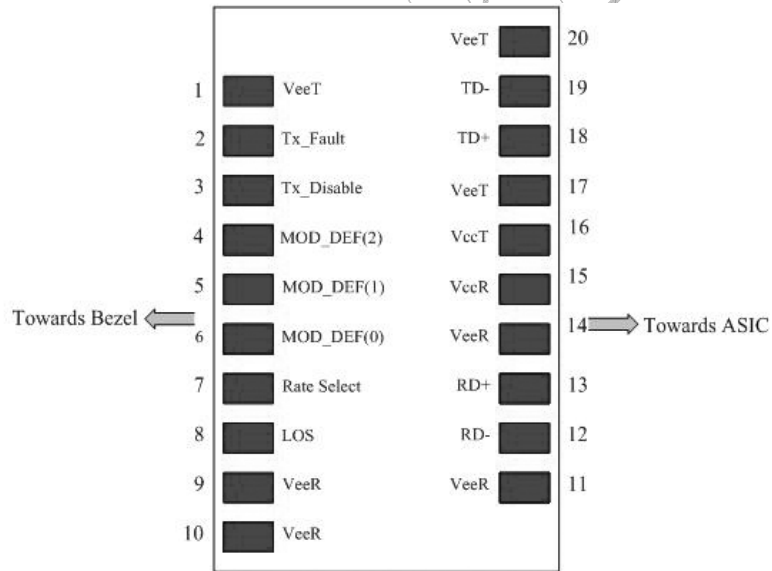 VeeT 20
1 VeeT TD- 19
2 Tx_Fault TD+ 18
3 Tx_Disable VeeT 17
4 MOD_DEF(2) VccT 16
5 MOD_DEF(1) VccR 15
Towards Bezel 6 MOD_DEF(0) VeeR 14 Towards ASIC
7 Rate Select RD+ 13
8 LOS RD- 12
9 VeeR VeeR 11
10 VeeR